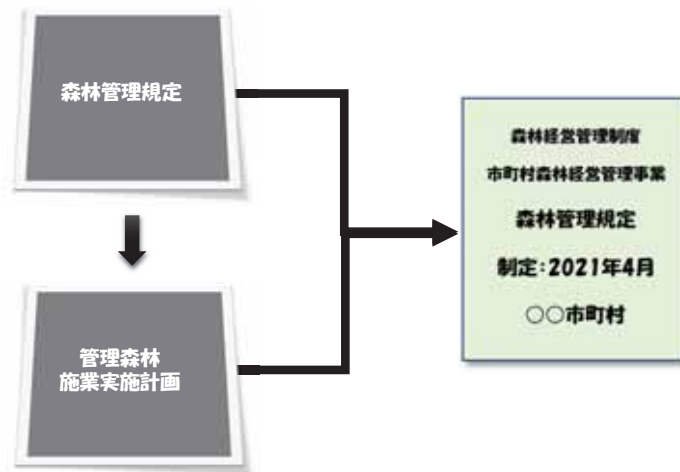 森林管理規定
管理森林
施業実施計画
森林経営管理制度
市町村森林経営管理事業
森林管理規定
制定:2021年4月
○○市町村